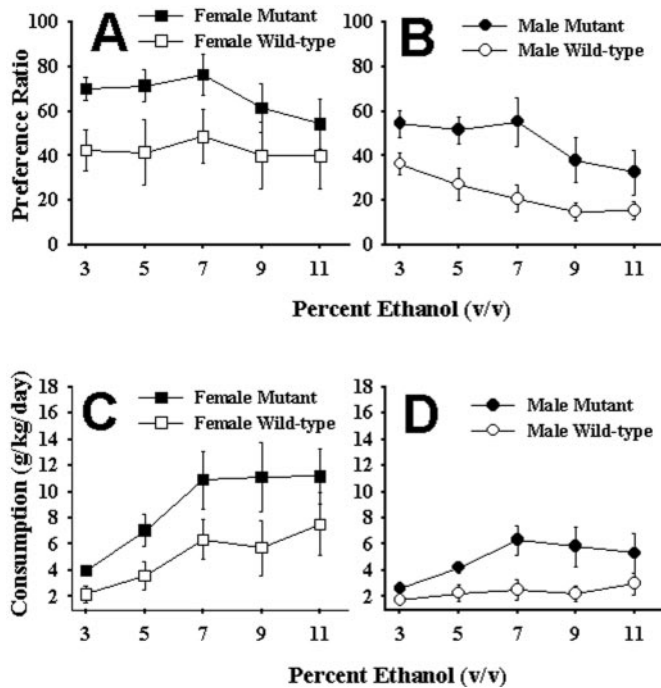 A
Female Mutant
Female Wild-type
B
Male Mutant
Male Wild-type
Preference Ratio
100
80
60
40
20
0
100
80
60
40
20
0
3 5 7 9 11
3 5 7 9 11
Percent Ethanol (v/v)
C
Female Mutant
Female Wild-type
D
Male Mutant
Male Wild-type
Consumption (g/kg/day)
18
16
14
12
10
8
6
4
2
18
16
14
12
10
8
6
4
2
3 5 7 9 11
3 5 7 9 11
Percent Ethanol (v/v)